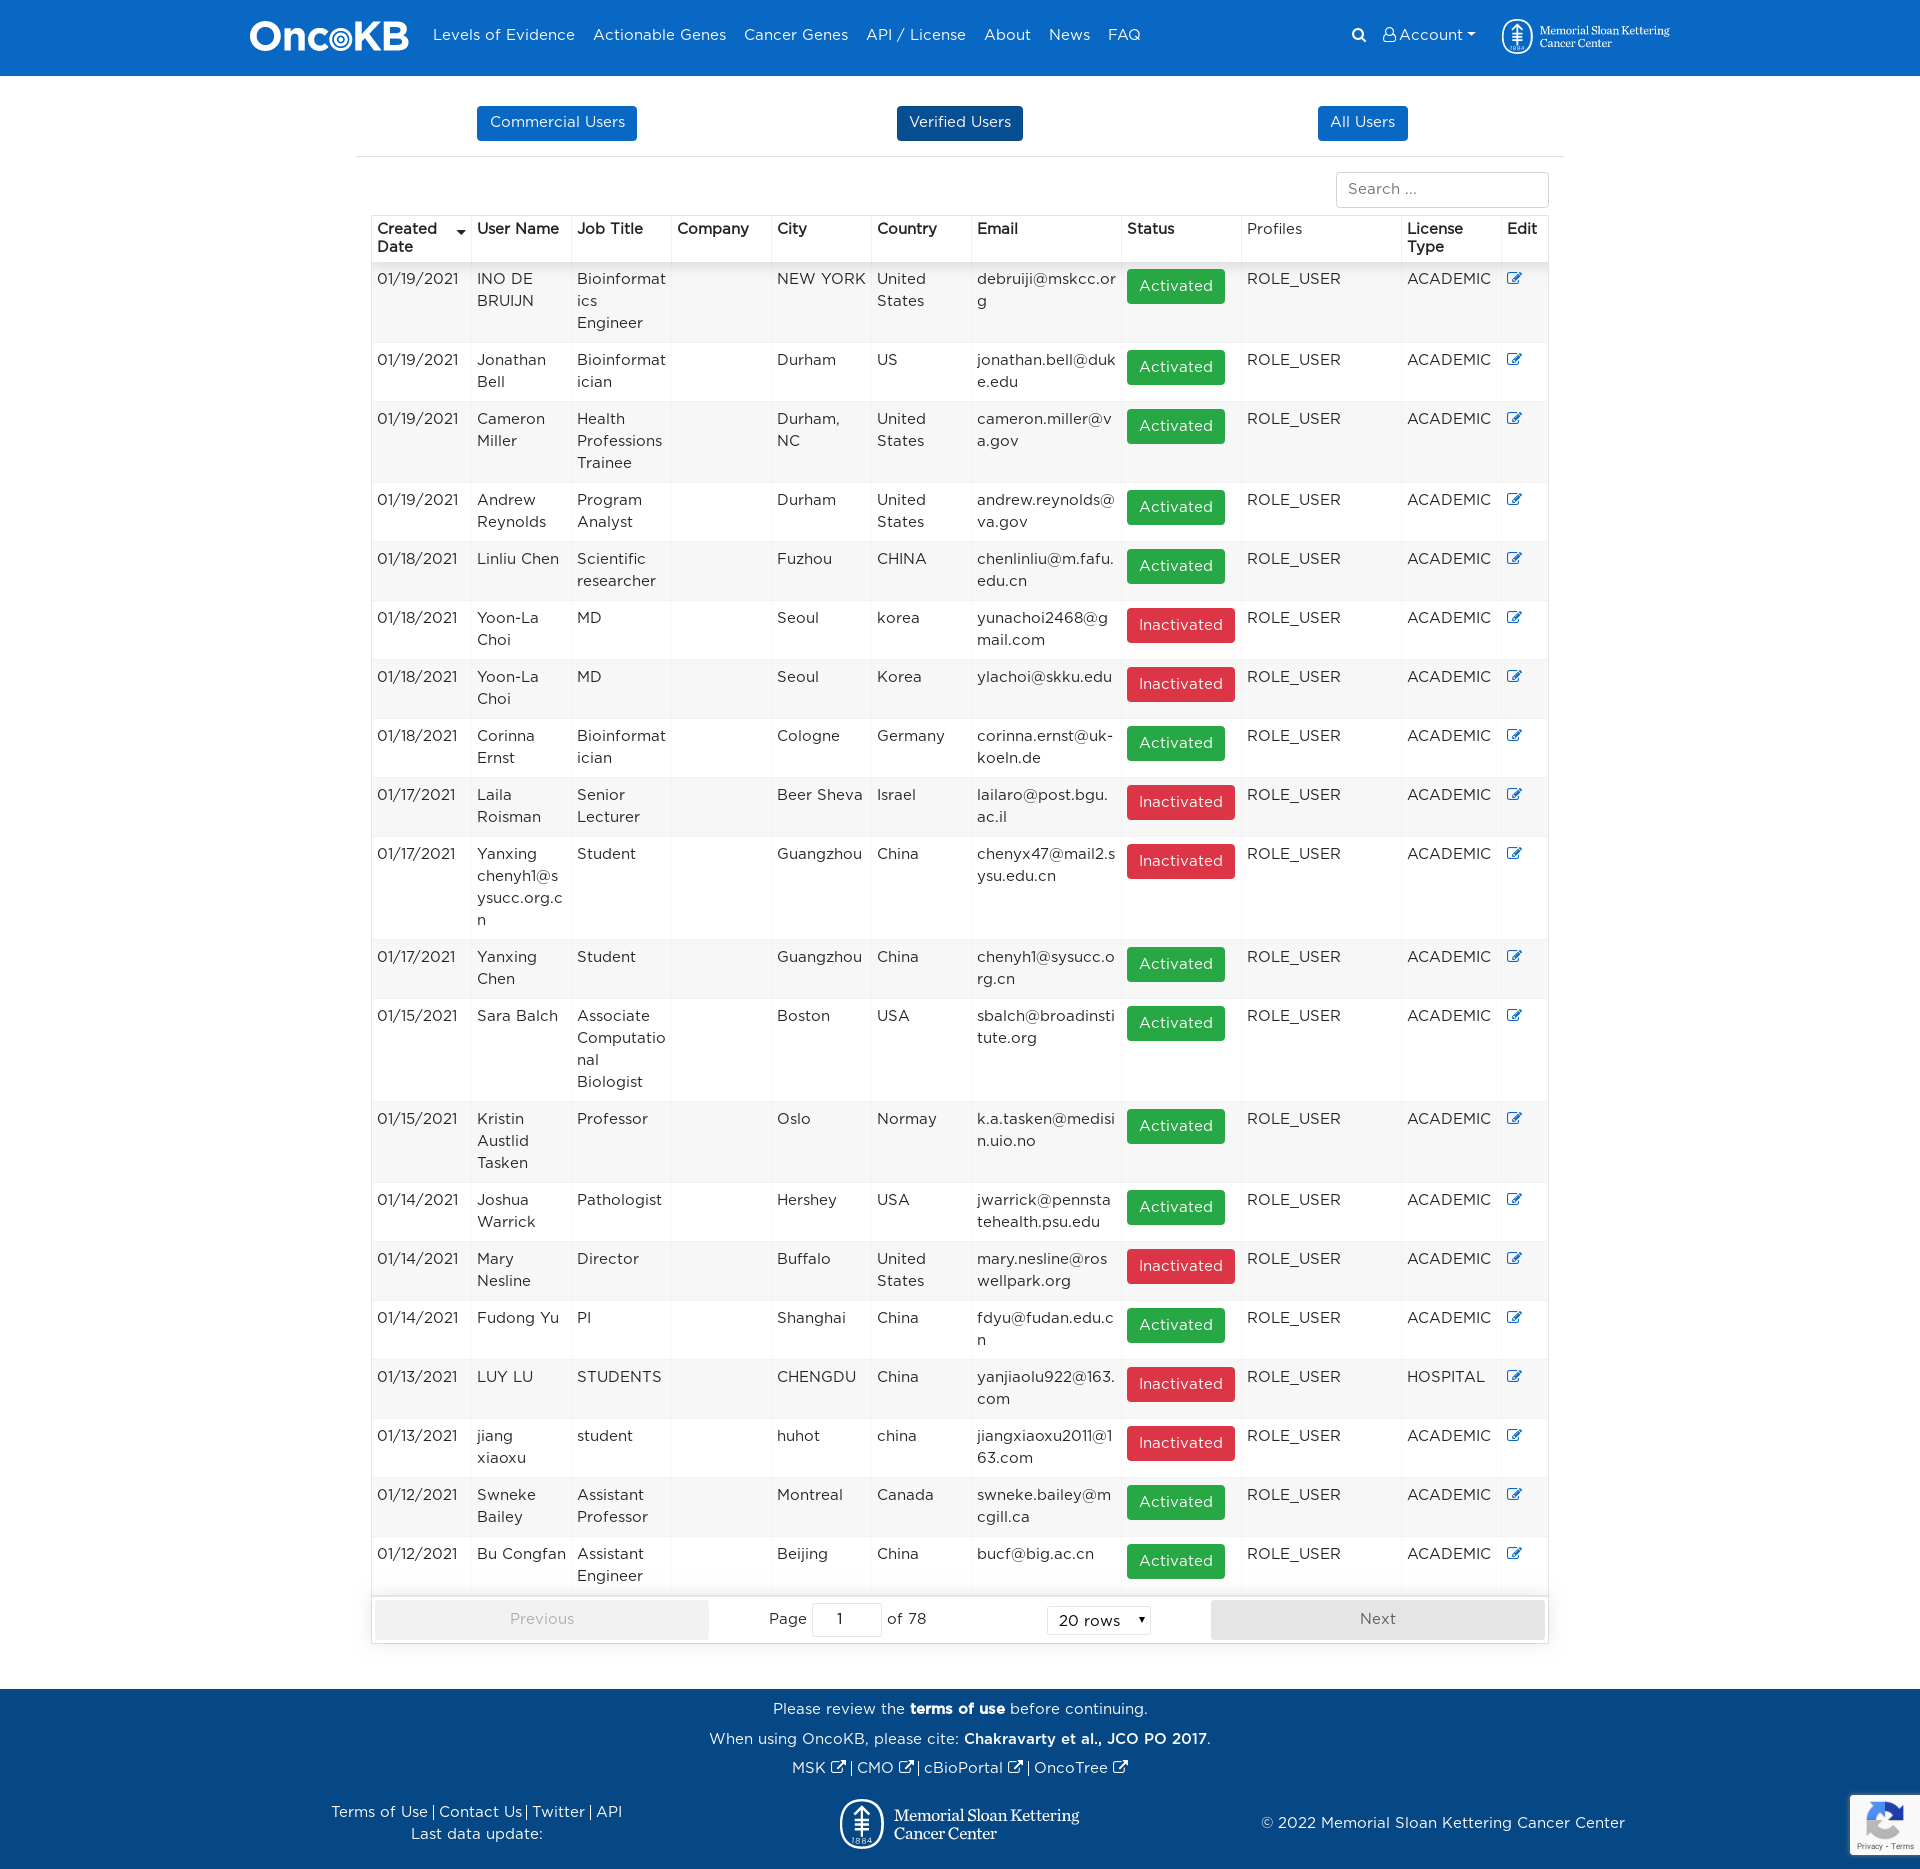 OncoKB Levels of Evidence Actionable Genes Cancer Genes API / License About News FAQ Account Memorial Sloan Kettering Cancer Center
Commercial Users Verified Users All Users
Search ...
Created Date User Name Job Title Company City Country Email Status Profiles License Type Edit
01/19/2021 INO DE BRUIJN Bioinformatics Engineer NEW YORK United States debruiji@mskcc.org Activated ROLE_USER ACADEMIC
01/19/2021 Jonathan Bell Bioinformatician Durham US jonathan.bell@duke.edu Activated ROLE_USER ACADEMIC
01/19/2021 Cameron Miller Health Professions Trainee Durham, NC United States cameron.miller@va.gov Activated ROLE_USER ACADEMIC
01/19/2021 Andrew Reynolds Program Analyst Durham United States andrew.reynolds@va.gov Activated ROLE_USER ACADEMIC
01/18/2021 Linliu Chen Scientific researcher Fuzhou CHINA chenlinliu@m.fafu.edu.cn Activated ROLE_USER ACADEMIC
01/18/2021 Yoon-La Choi MD Seoul korea yunachoi2468@gmail.com Inactivated ROLE_USER ACADEMIC
01/18/2021 Yoon-La Choi MD Seoul Korea ylachoi@skku.edu Inactivated ROLE_USER ACADEMIC
01/18/2021 Corinna Ernst Bioinformatician Cologne Germany corinna.ernst@uk-koeln.de Activated ROLE_USER ACADEMIC
01/17/2021 Laila Roisman Senior Lecturer Beer Sheva Israel lailaro@post.bgu.ac.il Inactivated ROLE_USER ACADEMIC
01/17/2021 Yanxing chenyh1@sysucc.org.cn Student Guangzhou China chenyx47@mail2.sysu.edu.cn Inactivated ROLE_USER ACADEMIC
01/17/2021 Yanxing Chen Student Guangzhou China chenyh1@sysucc.org.cn Activated ROLE_USER ACADEMIC
01/15/2021 Sara Balch Associate Computational Biologist Boston USA sbalch@broadinstitute.org Activated ROLE_USER ACADEMIC
01/15/2021 Kristin Austlid Tasken Professor Oslo Normay k.a.tasken@medisin.uio.no Activated ROLE_USER ACADEMIC
01/14/2021 Joshua Warrick Pathologist Hershey USA jwarrick@pennstatehealth.psu.edu Activated ROLE_USER ACADEMIC
01/14/2021 Mary Nesline Director Buffalo United States mary.nesline@roswellpark.org Inactivated ROLE_USER ACADEMIC
01/14/2021 Fudong Yu PI Shanghai China fdyu@fudan.edu.cn Activated ROLE_USER ACADEMIC
01/13/2021 LUY LU STUDENTS CHENGDU China yanjiaolu922@163.com Inactivated ROLE_USER HOSPITAL
01/13/2021 jiang xiaoxu student huhot china jiangxiaoxu2011@163.com Inactivated ROLE_USER ACADEMIC
01/12/2021 Swneke Bailey Assistant Professor Montreal Canada swneke.bailey@mcgill.ca Activated ROLE_USER ACADEMIC
01/12/2021 Bu Congfan Assistant Engineer Beijing China bucf@big.ac.cn Activated ROLE_USER ACADEMIC
Previous Page 1 of 78 20 rows Next
Please review the terms of use before continuing.
When using OncoKB, please cite: Chakravarty et al., JCO PO 2017.
MSK | CMO | cBioPortal | OncoTree
Terms of Use | Contact Us | Twitter | API
Last data update:
1884 Memorial Sloan Kettering
Cancer Center
© 2022 Memorial Sloan Kettering Cancer Center
Privacy - Terms